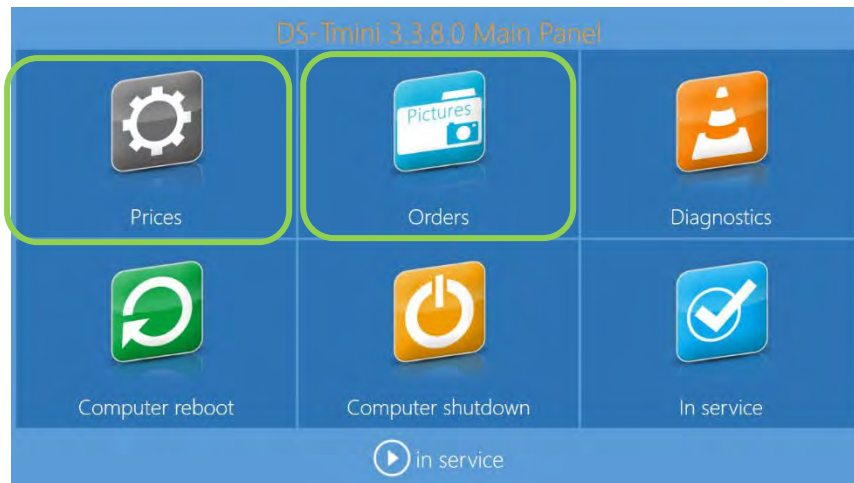 DS-Tmini 3.3.8.0 Main Panel
Pictures
Prices
Orders
Diagnostics
Computer reboot
Computer shutdown
In service
in service